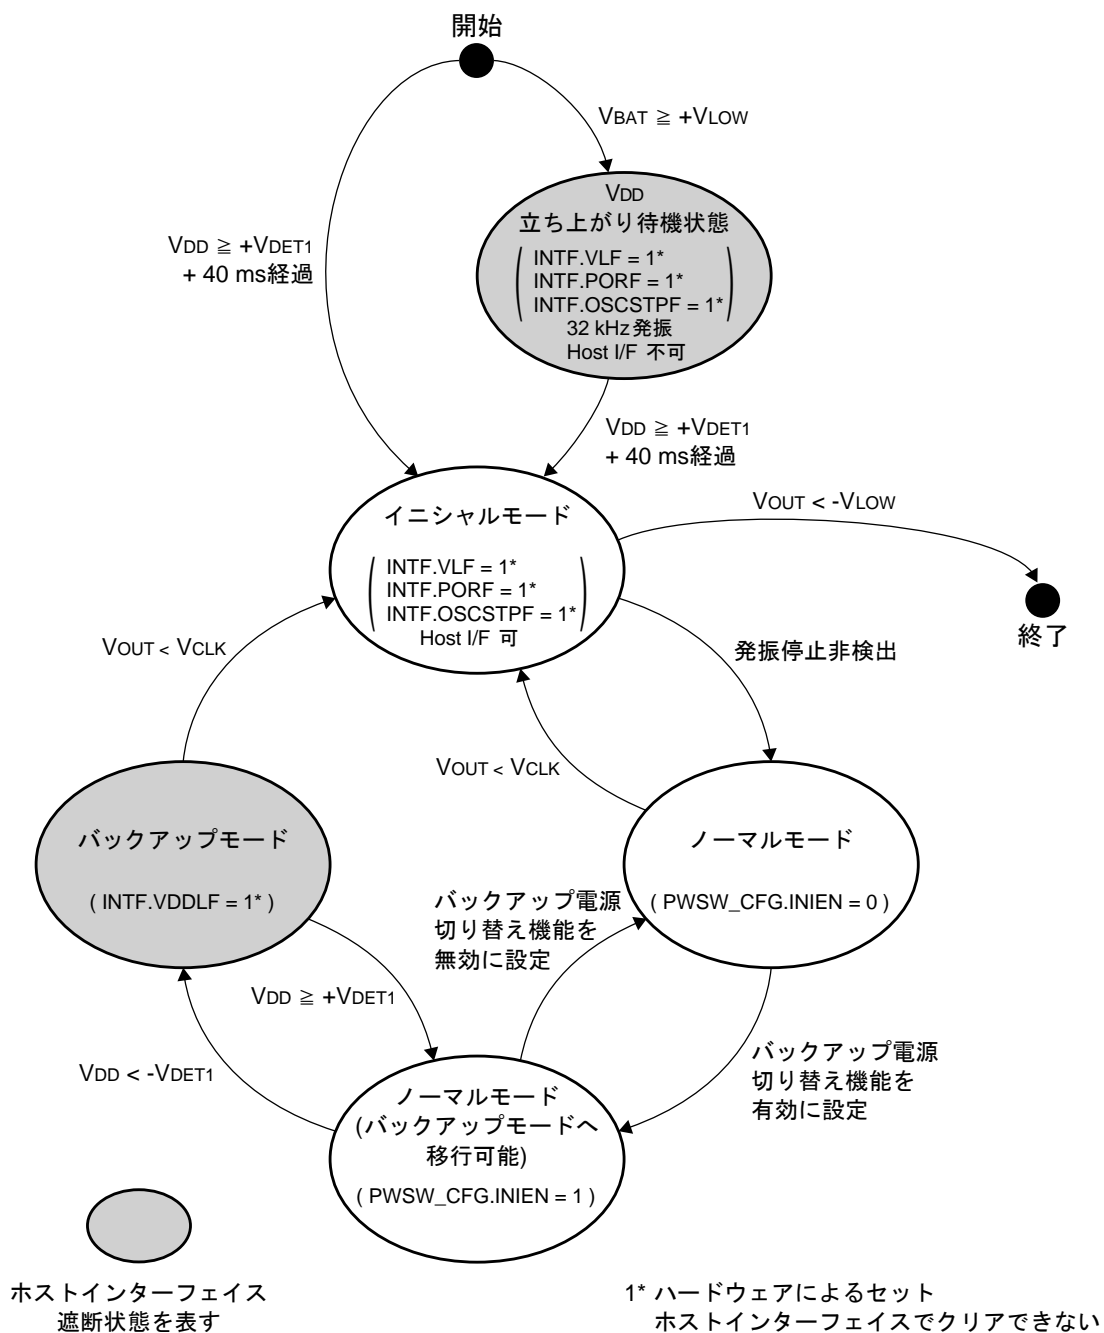 開始
VBAT ≧ +VLOW
VDD
立ち上がり待機状態
INTF.VLF = 1*
INTF.PORF = 1*
INTF.OSCSTPF = 1*
32 kHz発振
Host I/F 不可
VDD ≧ +VDET1
+ 40 ms経過
VDD ≧ +VDET1
+ 40 ms経過
イニシャルモード
INTF.VLF = 1*
INTF.PORF = 1*
INTF.OSCSTPF = 1*
Host I/F 可
VOUT < -VLOW
終了
VOUT < VCLK
発振停止非検出
VOUT < VCLK
バックアップモード
( INTF.VDDLF = 1* )
ノーマルモード
( PWSW_CFG.INIEN = 0 )
バックアップ電源
切り替え機能を
無効に設定
VDD ≧ +VDET1
VDD < -VDET1
バックアップ電源
切り替え機能を
有効に設定
ノーマルモード
(バックアップモードへ
移行可能)
( PWSW_CFG.INIEN = 1 )
ホストインターフェイス
遮断状態を表す
1* ハードウェアによるセット
ホストインターフェイスでクリアできない